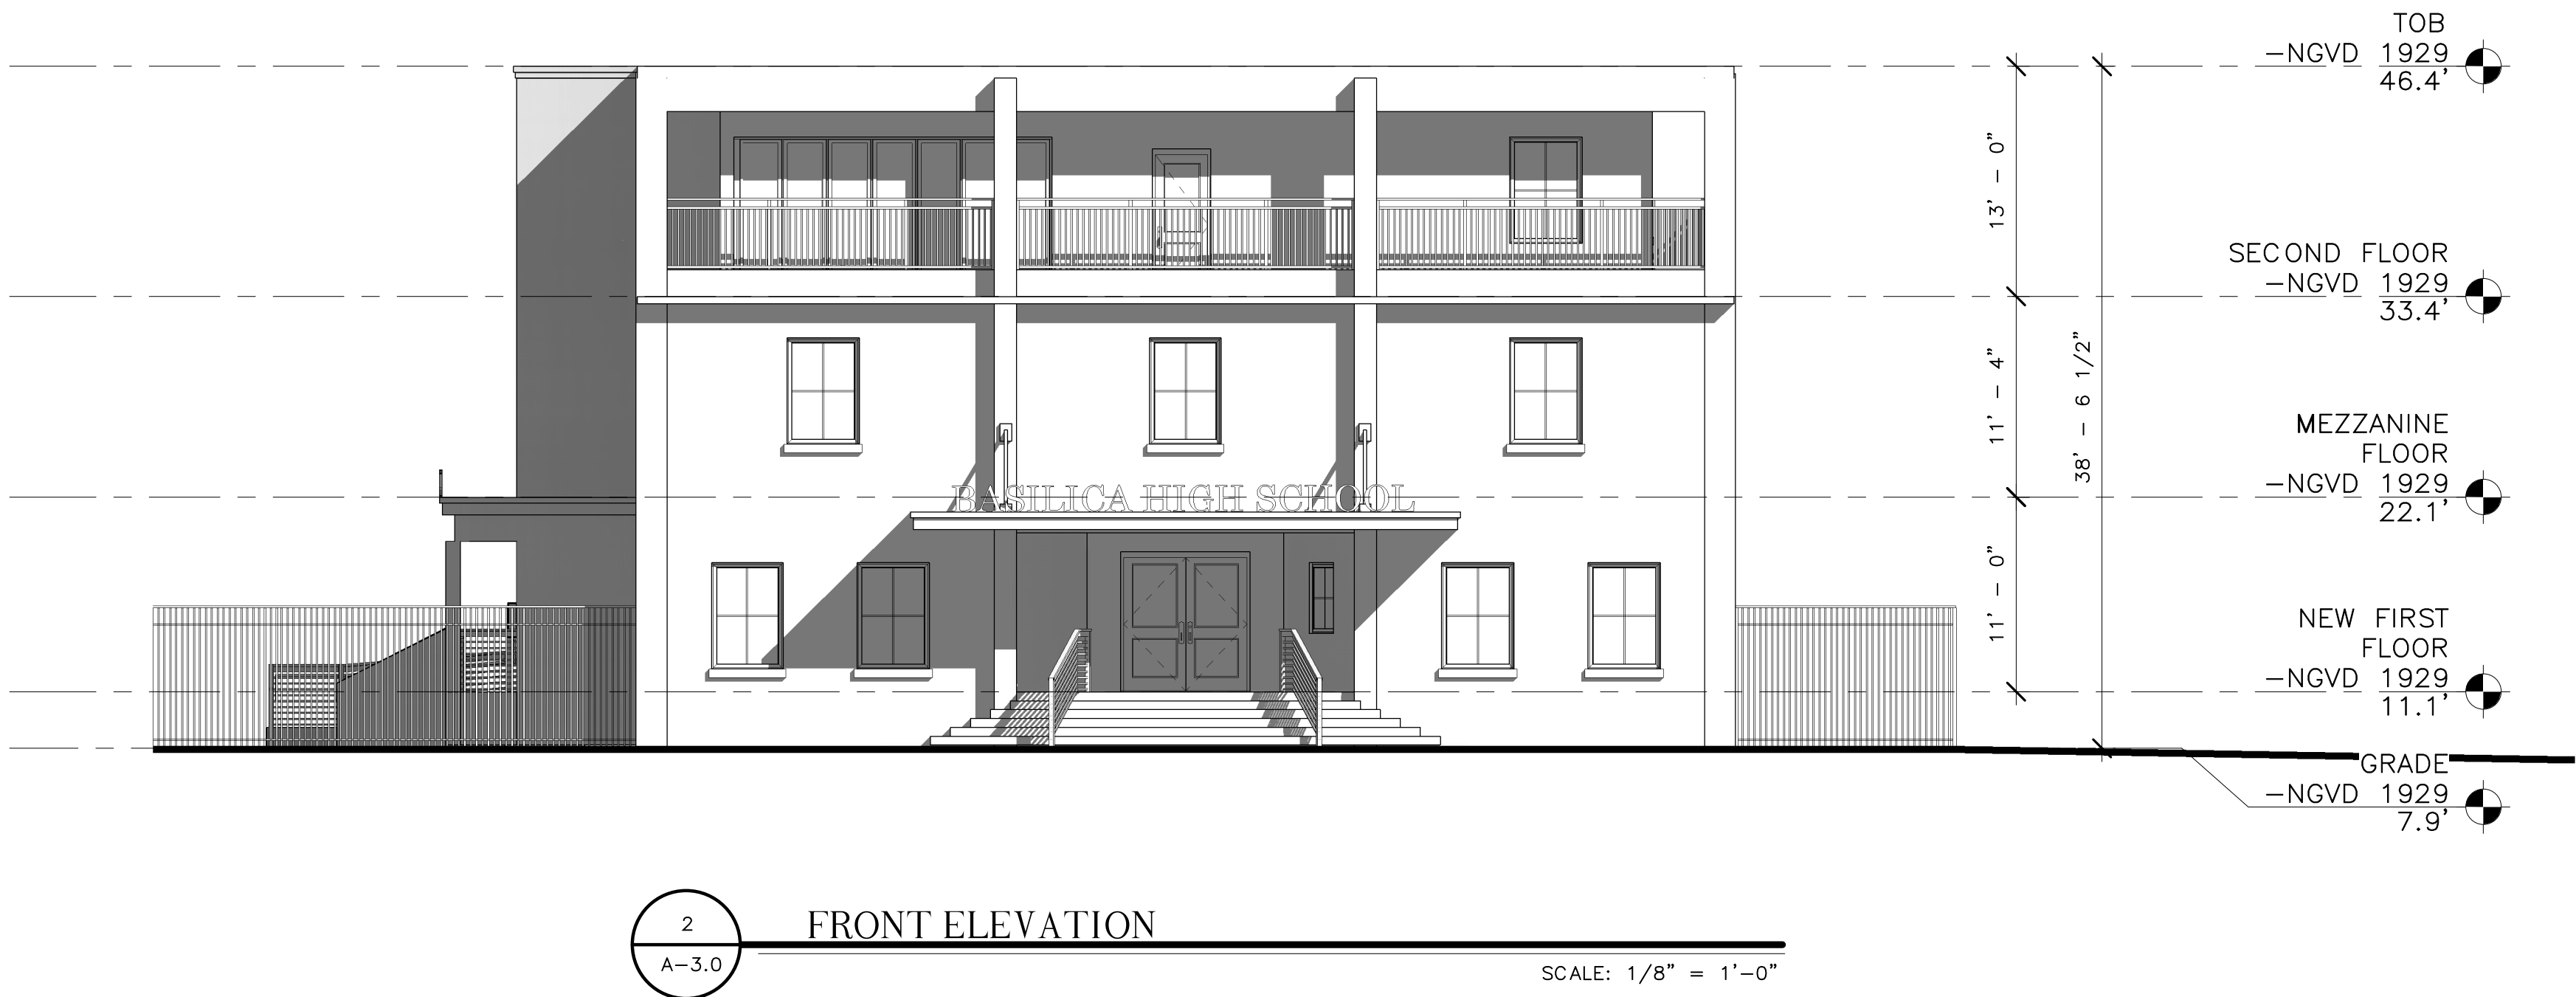 TOB
-NGVD 1929
46.4'
13' - 0"
SECOND FLOOR
-NGVD 1929
33.4'
11' - 4"
38' - 6 1/2"
MEZZANINE
FLOOR
-NGVD 1929
22.1'
BASILICA HIGH SCHOOL
11' - 0"
NEW FIRST
FLOOR
-NGVD 1929
11.1'
GRADE
-NGVD 1929
7.9'
2
A-3.0
FRONT ELEVATION
SCALE: 1/8" = 1'-0"